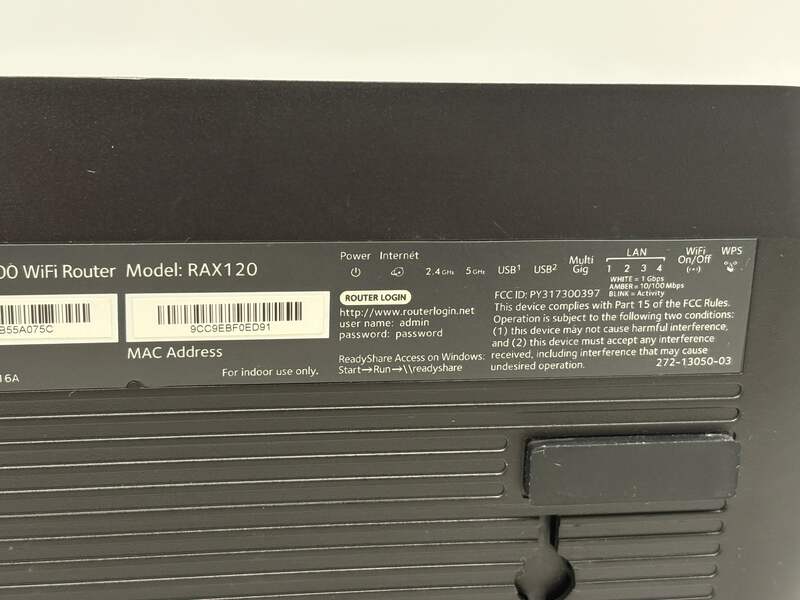 00 WiFi Router Model: RAX120
B55A075C
9CC9EBF0ED91
MAC Address
16A
For indoor use only.
Power Internet 2.4 GHz 5 GHz USB1 USB2 Multi Gig LAN 1 2 3 4 WiFi On/Off WPS
WHITE = 1 Gbps
AMBER = 10/100 Mbps
BLINK = Activity
ROUTER LOGIN
http://www.routerlogin.net
user name: admin
password: password
ReadyShare Access on Windows:
Start→Run→\\readyshare
FCC ID: PY317300397
This device complies with Part 15 of the FCC Rules.
Operation is subject to the following two conditions:
(1) this device may not cause harmful interference,
and (2) this device must accept any interference
received, including interference that may cause
undesired operation.
272-13050-03